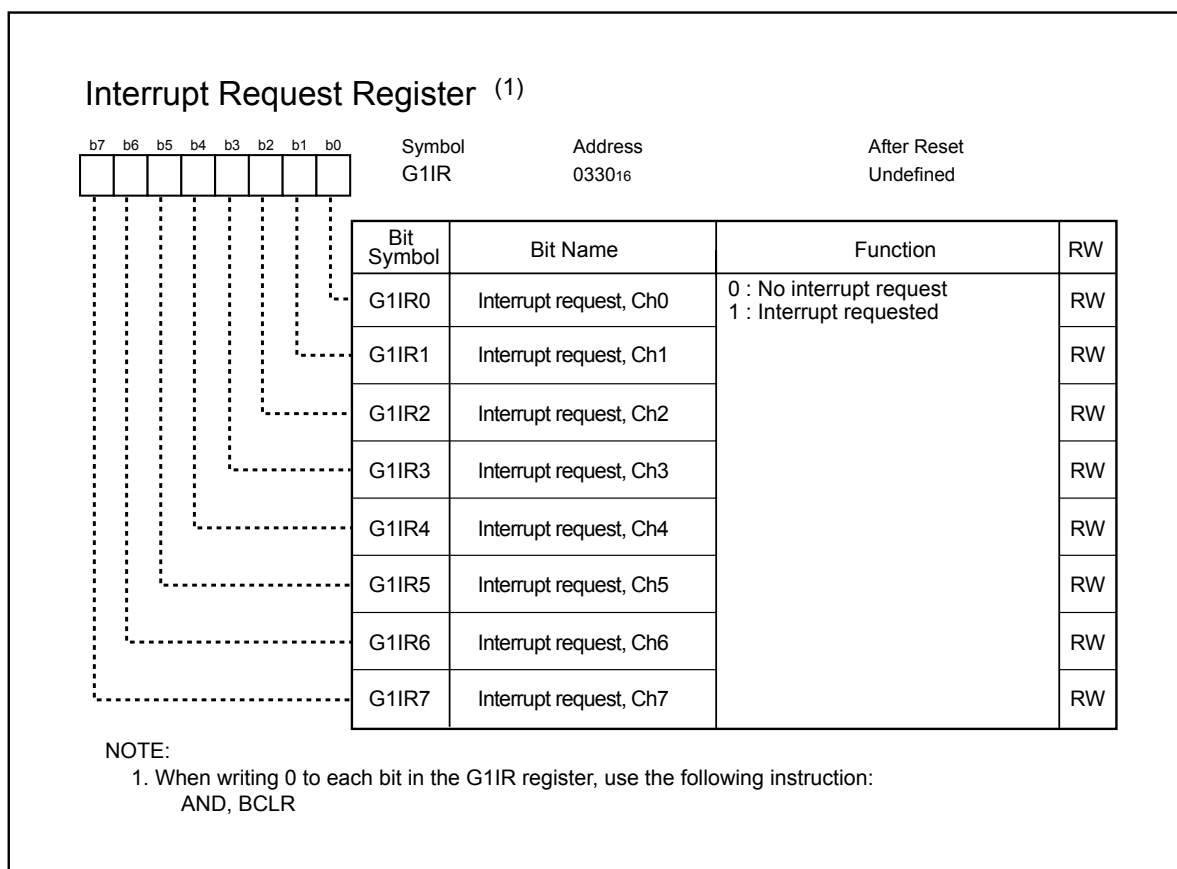 Interrupt Request Register (1)
b7 b6 b5 b4 b3 b2 b1 b0
Symbol Address After Reset
G1IR 033016 Undefined
Bit Symbol Bit Name Function RW
G1IR0 Interrupt request, Ch0 0 : No interrupt request RW
1 : Interrupt requested
G1IR1 Interrupt request, Ch1 RW
G1IR2 Interrupt request, Ch2 RW
G1IR3 Interrupt request, Ch3 RW
G1IR4 Interrupt request, Ch4 RW
G1IR5 Interrupt request, Ch5 RW
G1IR6 Interrupt request, Ch6 RW
G1IR7 Interrupt request, Ch7 RW
NOTE:
1. When writing 0 to each bit in the G1IR register, use the following instruction:
AND, BCLR